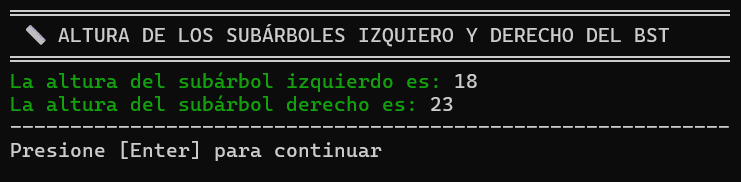 ALTURA DE LOS SUBÁRBOLES IZQUIERO Y DERECHO DEL BST
La altura del subárbol izquierdo es: 18
La altura del subárbol derecho es: 23
Presione [Enter] para continuar